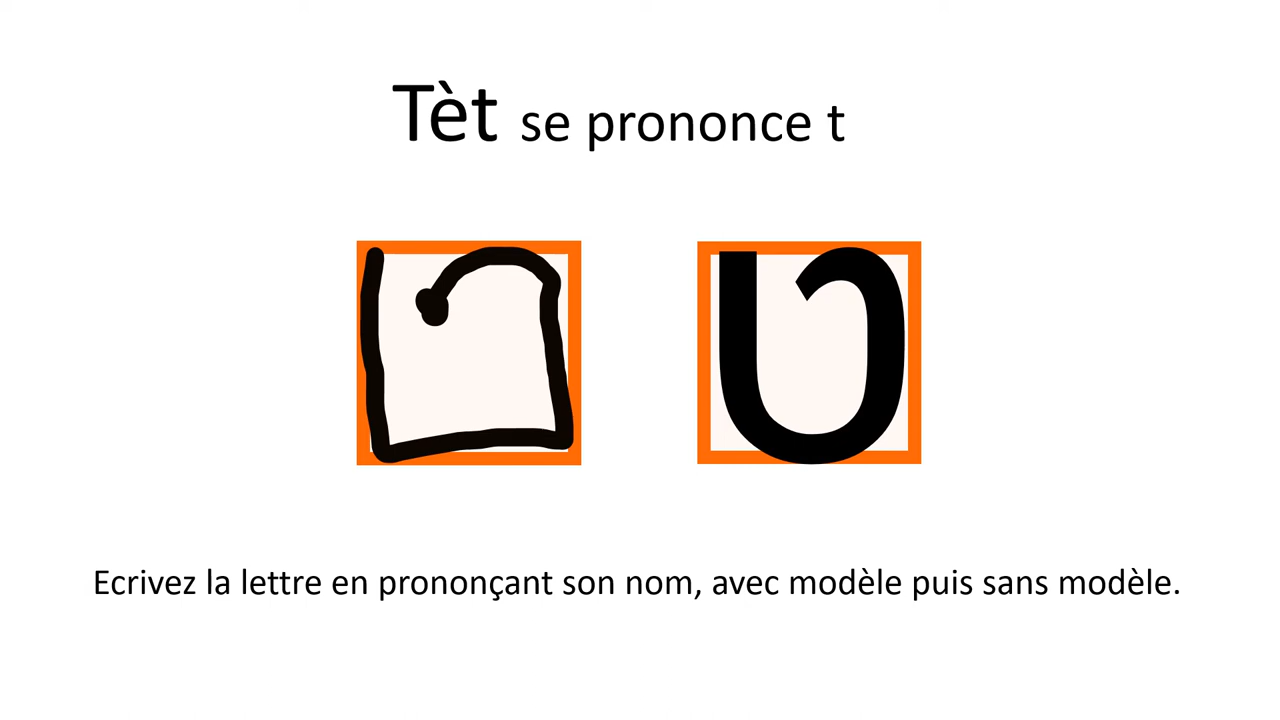 Tèt se prononce t
ט ט
Ecrivez la lettre en prononçant son nom, avec modèle puis sans modèle.